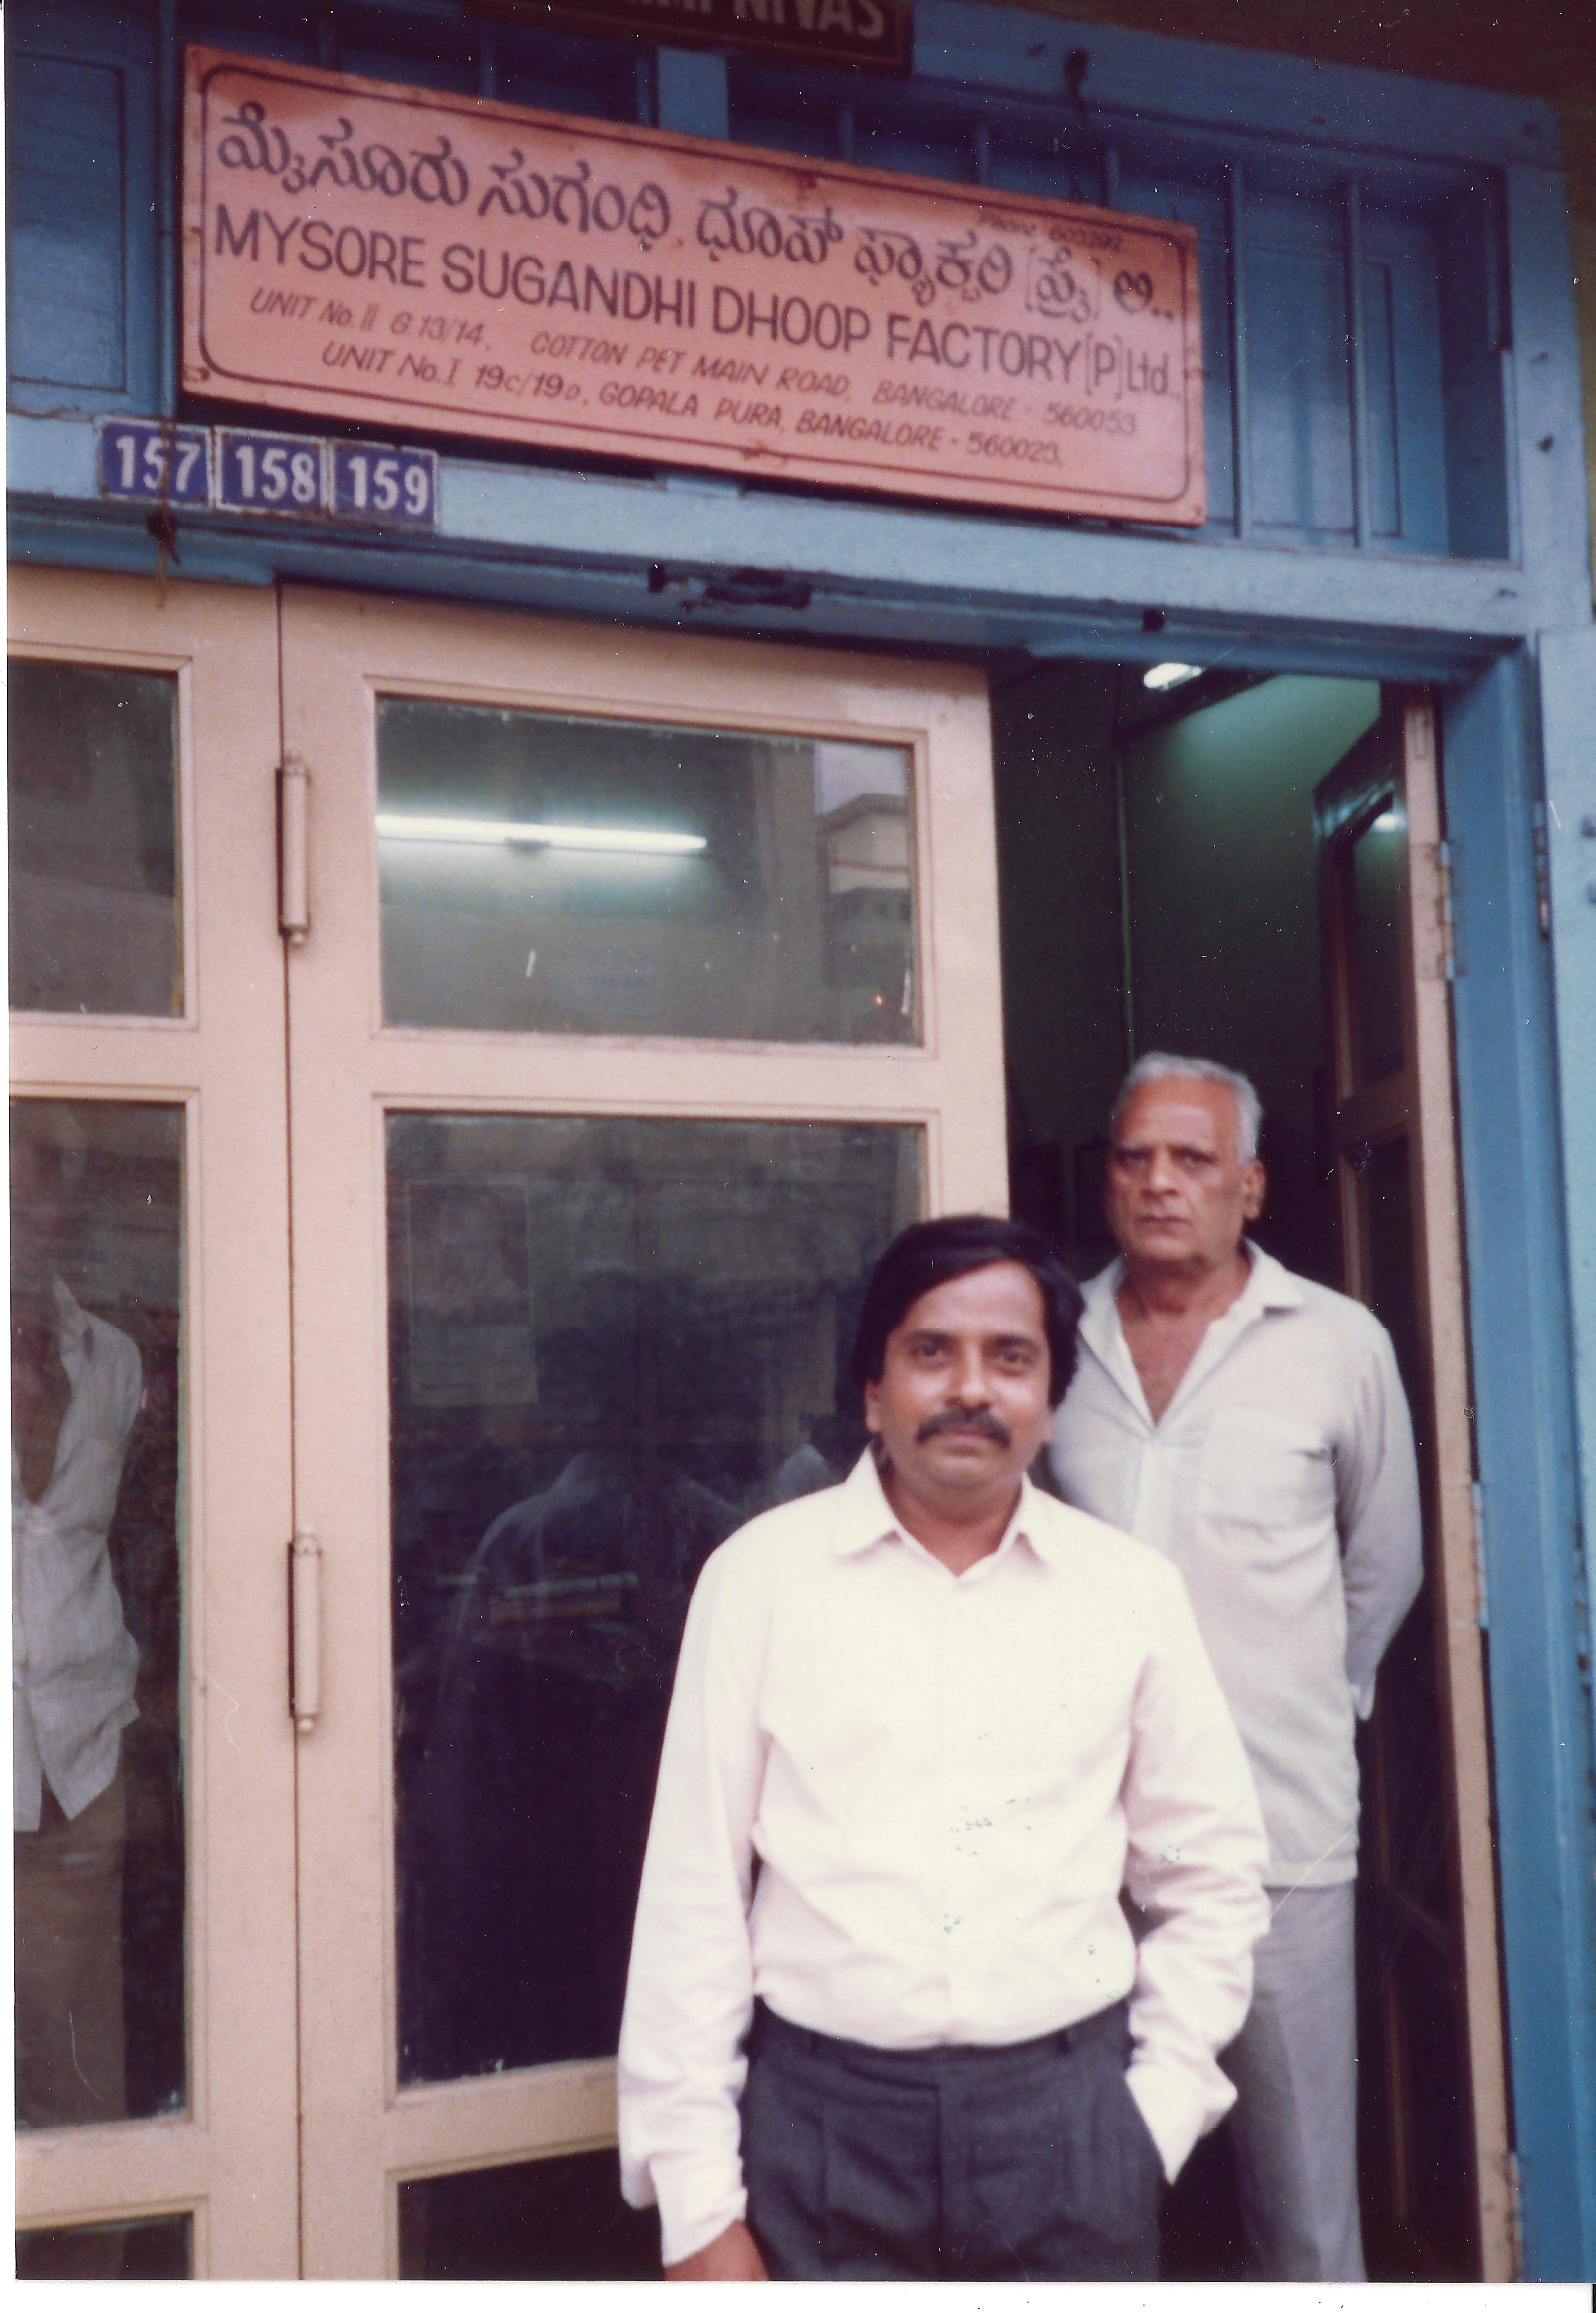 NIVAS
ಮೈಸೂರು ಸುಗಂಧಿ ಧೂಪ್ ಫ್ಯಾಕ್ಟರಿ [ಪ್ರೈ] ಲಿ..
MYSORE SUGANDHI DHOOP FACTORY [P] Ltd.,
UNIT No. II G 13/14. COTTON PET MAIN ROAD, BANGALORE - 560053
UNIT No. I 19C/19D, GOPALA PURA, BANGALORE - 560023.
157 158 159